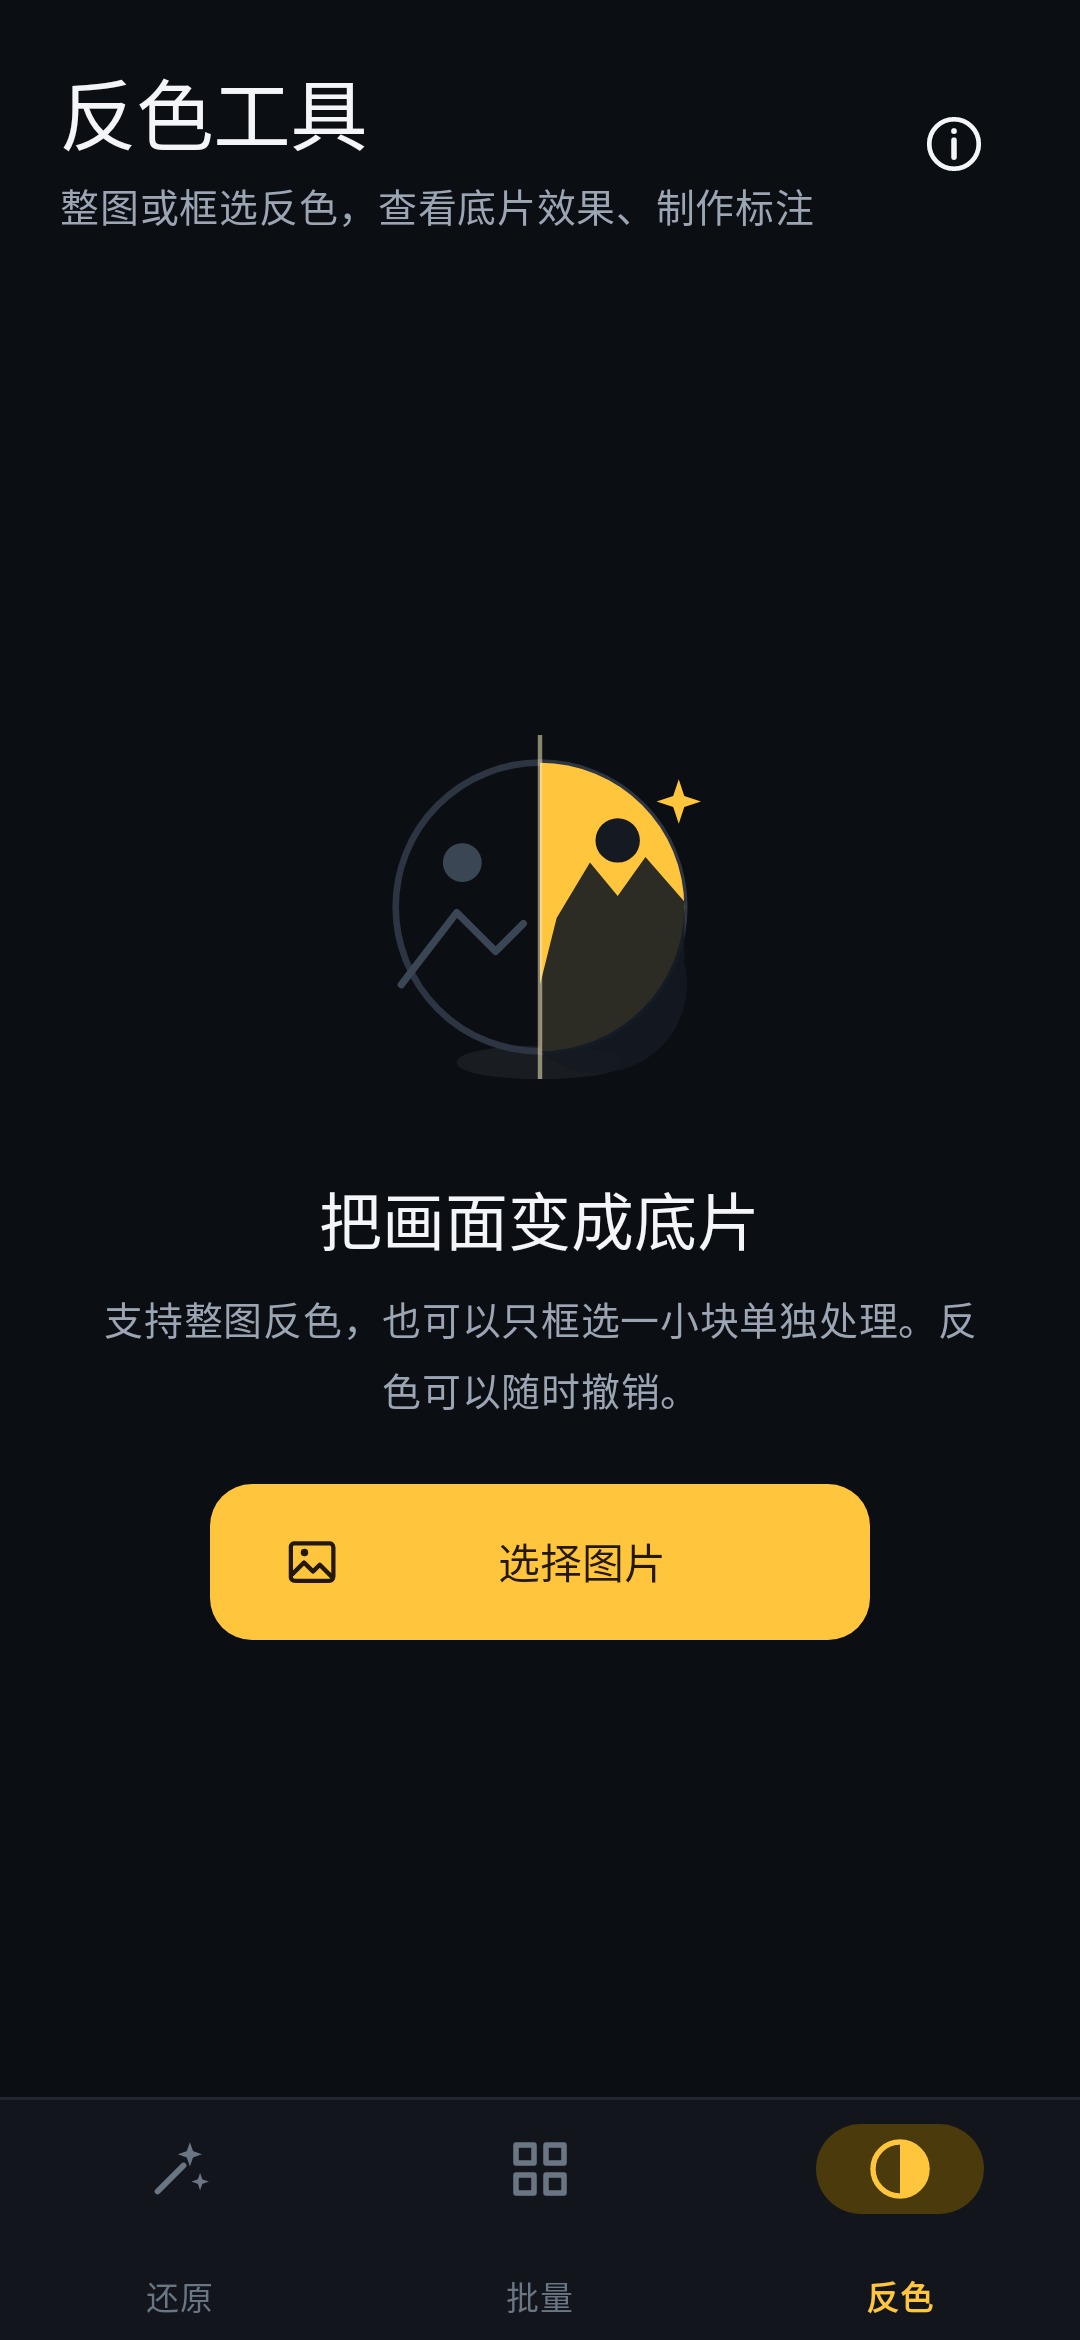 反色工具
整图或框选反色，查看底片效果、制作标注
把画面变成底片
支持整图反色，也可以只框选一小块单独处理。反
色可以随时撤销。
选择图片
还原
批量
反色